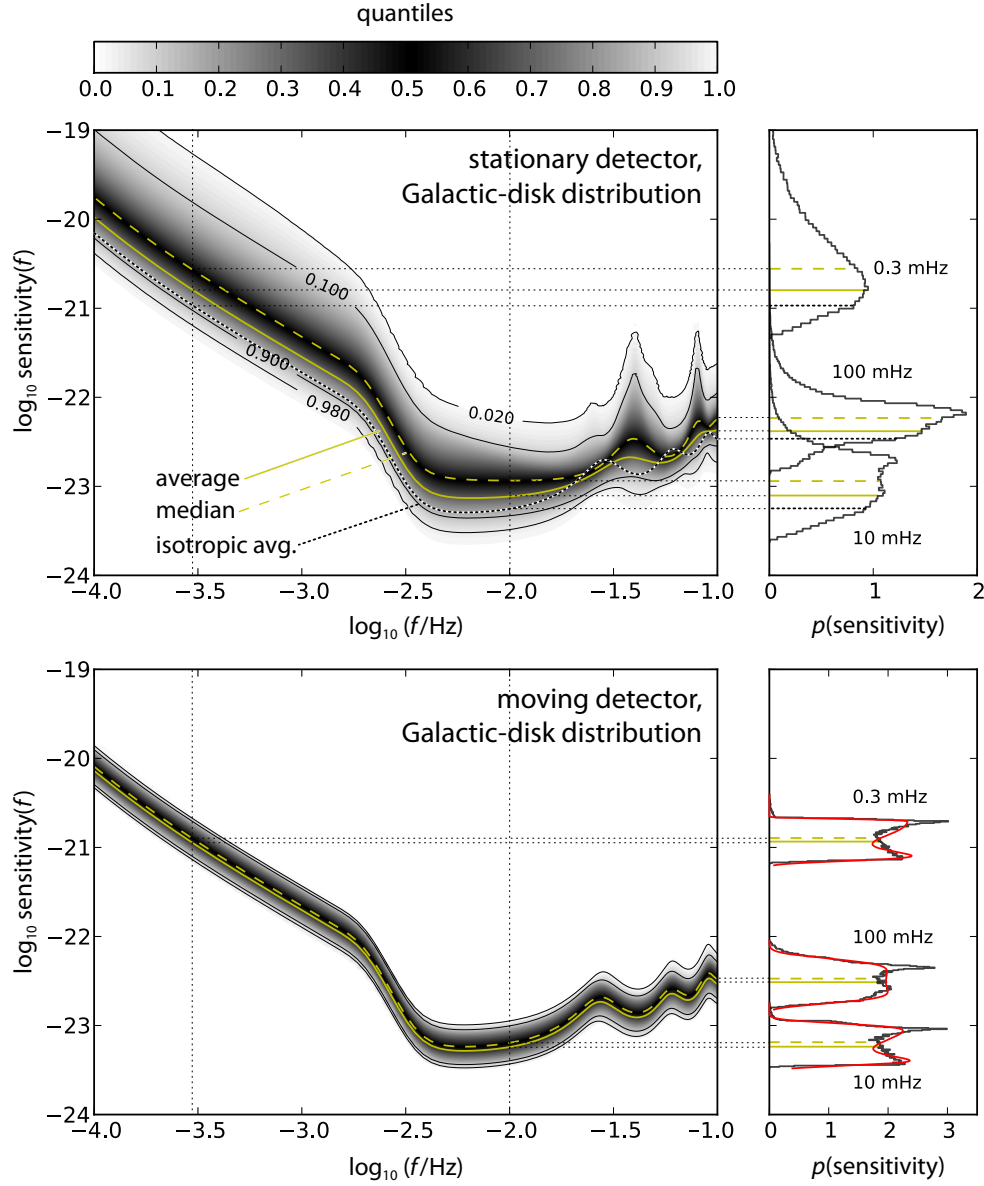 quantiles
0.0 0.1 0.2 0.3 0.4 0.5 0.6 0.7 0.8 0.9 1.0
stationary detector,
Galactic-disk distribution
−19
−20
−21
−22
−23
−24
log₁₀ sensitivity(f)
0.100
0.900
0.980
0.020
average
median
isotropic avg.
−4.0 −3.5 −3.0 −2.5 −2.0 −1.5 −1.0
log₁₀ (f/Hz)
0.3 mHz
100 mHz
10 mHz
0 1 2
p(sensitivity)
moving detector,
Galactic-disk distribution
−19
−20
−21
−22
−23
−24
log₁₀ sensitivity(f)
−4.0 −3.5 −3.0 −2.5 −2.0 −1.5 −1.0
log₁₀ (f/Hz)
0.3 mHz
100 mHz
10 mHz
0 1 2 3
p(sensitivity)